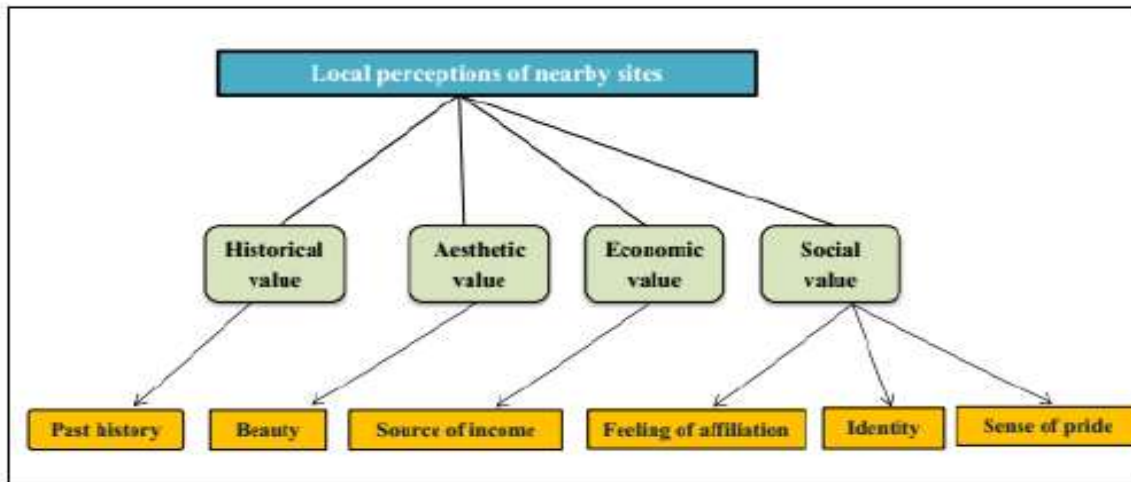 Local perceptions of nearby sites
Historical
value
Aesthetic
value
Economic
value
Social
value
Past history
Beauty
Source of income
Feeling of affiliation
Identity
Sense of pride